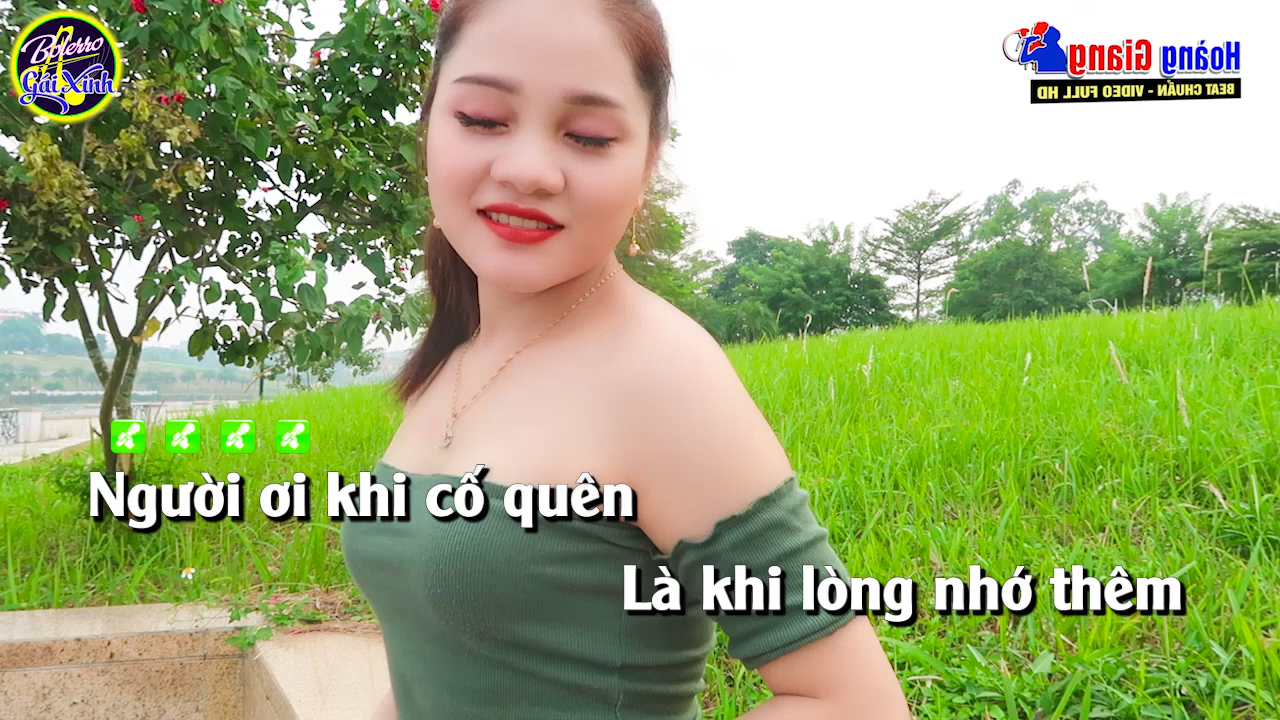 Bolerro
Gái Xinh
Hoáng Giang
BEAT CHUẨN - VIDEO FULL HD
Người ơi khi cố quên
Là khi lòng nhớ thêm